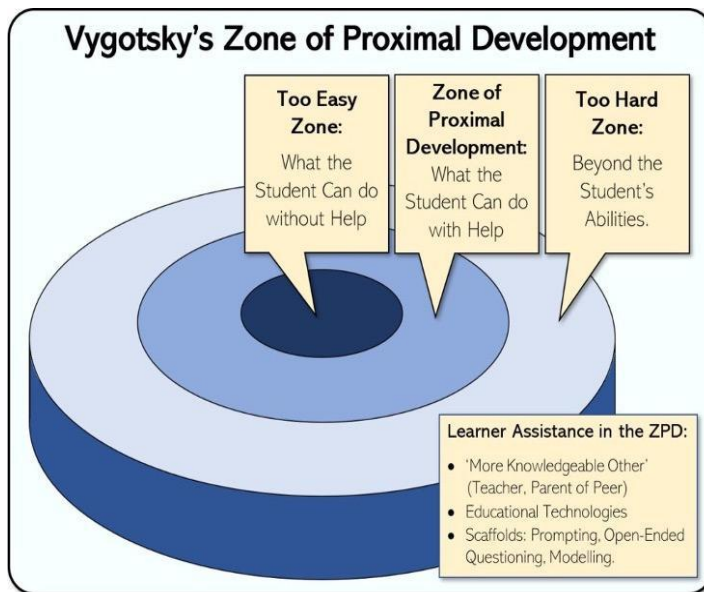 Vygotsky's Zone of Proximal Development
Too Easy
Zone:
What the
Student Can do
without Help
Zone of
Proximal
Development:
What the
Student Can do
with Help
Too Hard
Zone:
Beyond the
Student's
Abilities.
Learner Assistance in the ZPD:
• 'More Knowledgeable Other'
(Teacher, Parent of Peer)
• Educational Technologies
• Scaffolds: Prompting, Open-Ended
Questioning, Modelling.